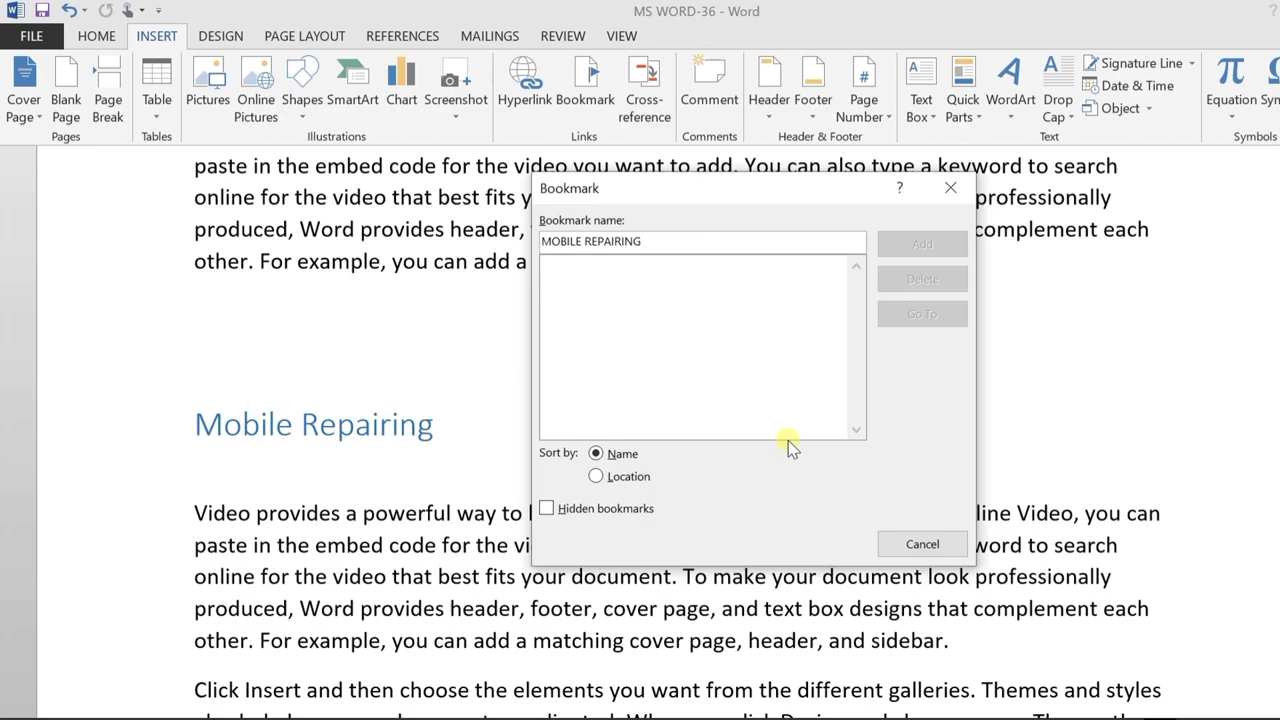 MS WORD-36 - Word
?
FILE HOME INSERT DESIGN PAGE LAYOUT REFERENCES MAILINGS REVIEW VIEW
Cover Page
Blank Page
Page Break
Table
Pictures
Online Pictures
Shapes
SmartArt
Chart
Screenshot
Hyperlink
Bookmark
Cross-reference
Comment
Header
Footer
Page Number
Text Box
Quick Parts
WordArt
Drop Cap
Signature Line
Date & Time
Object
Equation
Pages Tables Illustrations Links Comments Header & Footer Text Symbols
paste in the embed code for the video you want to add. You can also type a keyword to search
online for the video that best fits professionally
produced, Word provides header, complement each
other. For example, you can add a
Bookmark ?
Bookmark name:
MOBILE REPAIRING
Add
Delete
Go To
Sort by: Name
Location
Hidden bookmarks
Cancel
Mobile Repairing
Video provides a powerful way to Video, you can
paste in the embed code for the to search
online for the video that best fits your document. To make your document look professionally
produced, Word provides header, footer, cover page, and text box designs that complement each
other. For example, you can add a matching cover page, header, and sidebar.
Click Insert and then choose the elements you want from the different galleries. Themes and styles